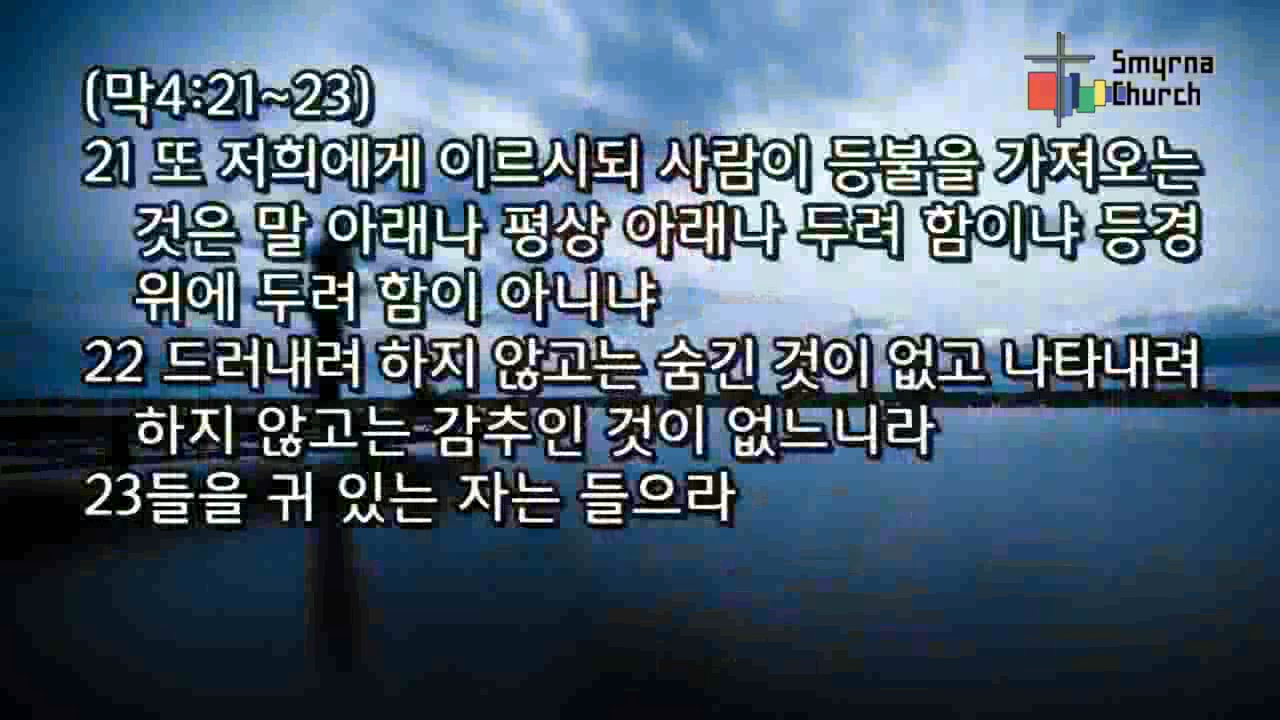 Smyrna
Church
(막4:21~23)
21 또 저희에게 이르시되 사람이 등불을 가져오는
것은 말 아래나 평상 아래나 두려 함이냐 등경
위에 두려 함이 아니냐
22 드러내려 하지 않고는 숨긴 것이 없고 나타내려
하지 않고는 감추인 것이 없느니라
23들을 귀 있는 자는 들으라